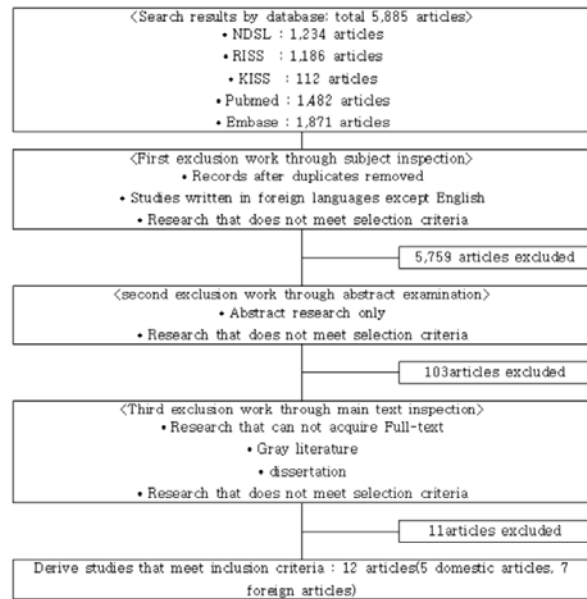 <Search results by database: total 5,885 articles>
• NDSL : 1,234 articles
• RISS : 1,186 articles
• KISS : 112 articles
• Pubmed : 1,482 articles
• Embase : 1,871 articles
<First exclusion work through subject inspection>
• Records after duplicates removed
• Studies written in foreign languages except English
• Research that does not meet selection criteria
5,759 articles excluded
<second exclusion work through abstract examination>
• Abstract research only
• Research that does not meet selection criteria
103articles excluded
<Third exclusion work through main text inspection>
• Research that can not acquire Full-text
• Gray literature
• dissertation
• Research that does not meet selection criteria
11articles excluded
Derive studies that meet inclusion criteria : 12 articles(5 domestic articles, 7
foreign articles)